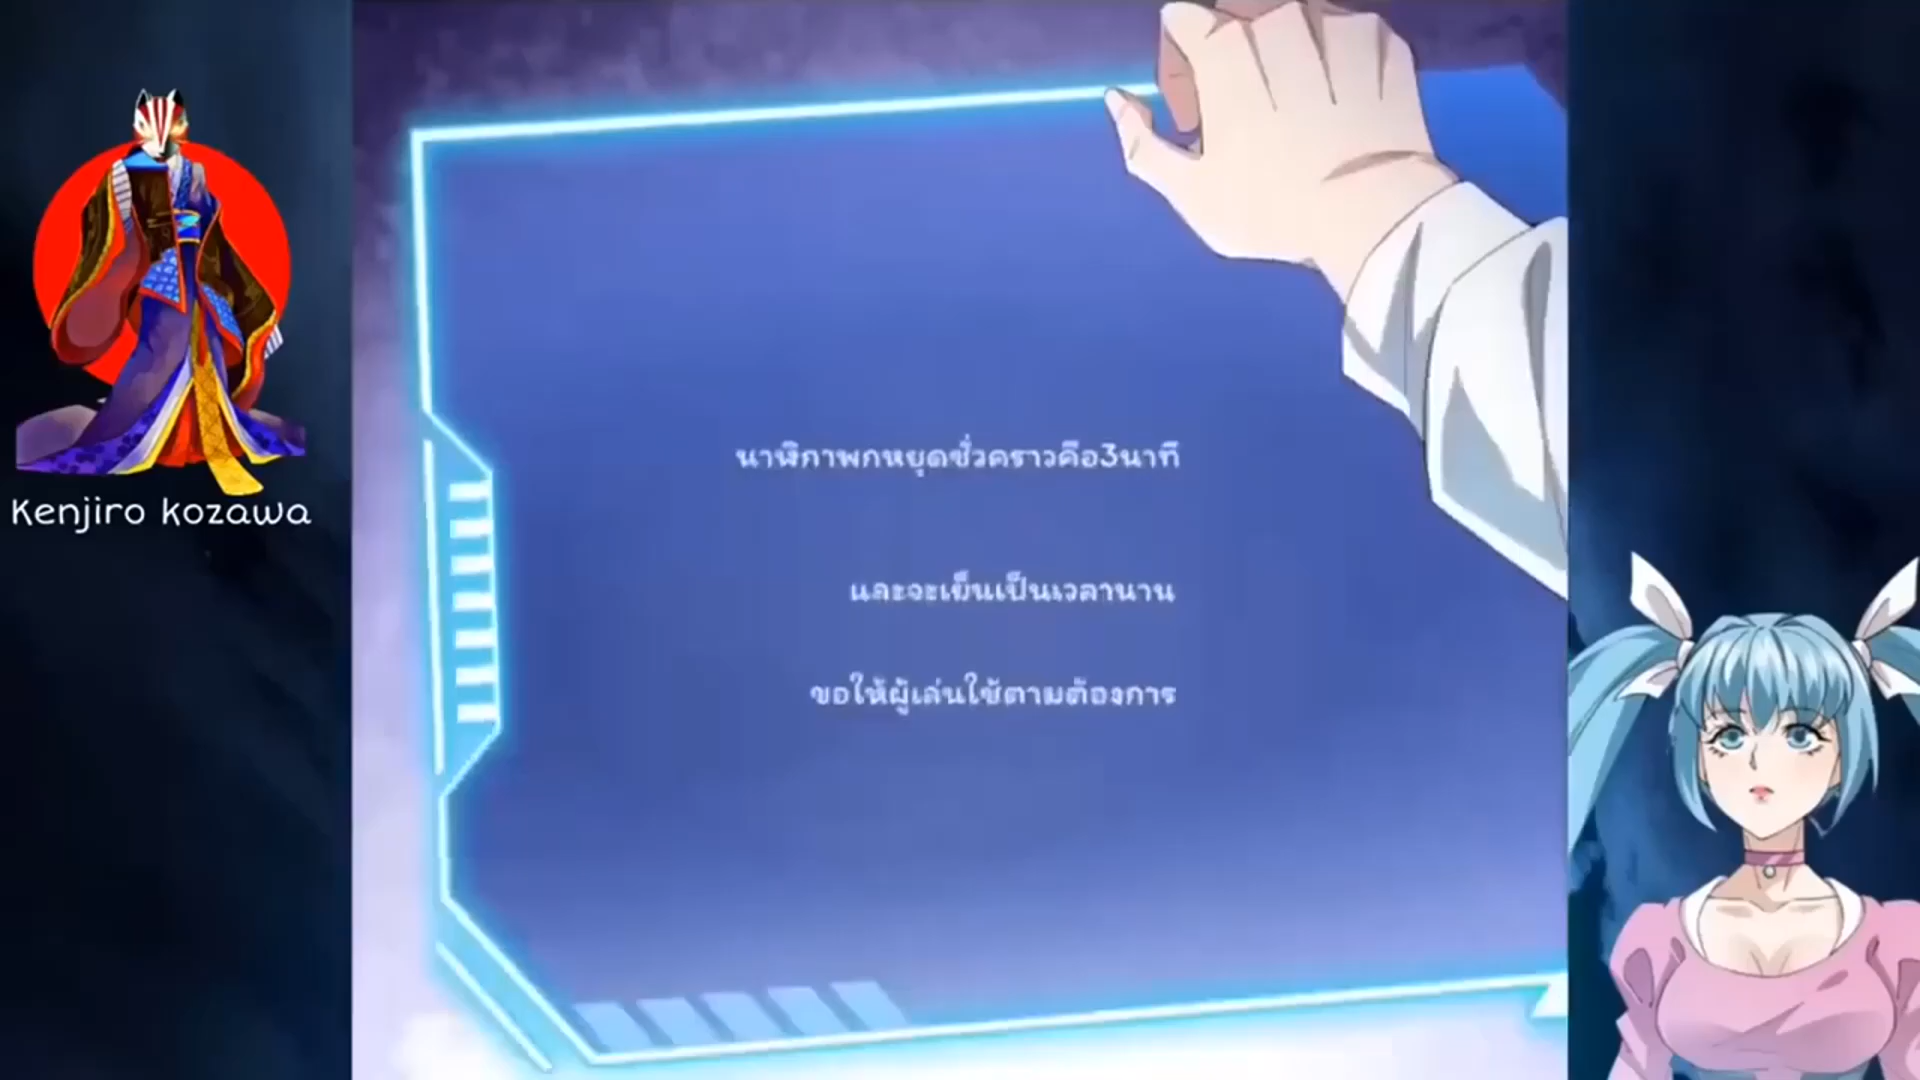 Kenjiro kozawa
นาฬิกาพกหยุดชั่วคราวคือ3นาที
และจะเย็นเป็นเวลานาน
ขอให้ผู้เล่นใช้ตามต้องการ